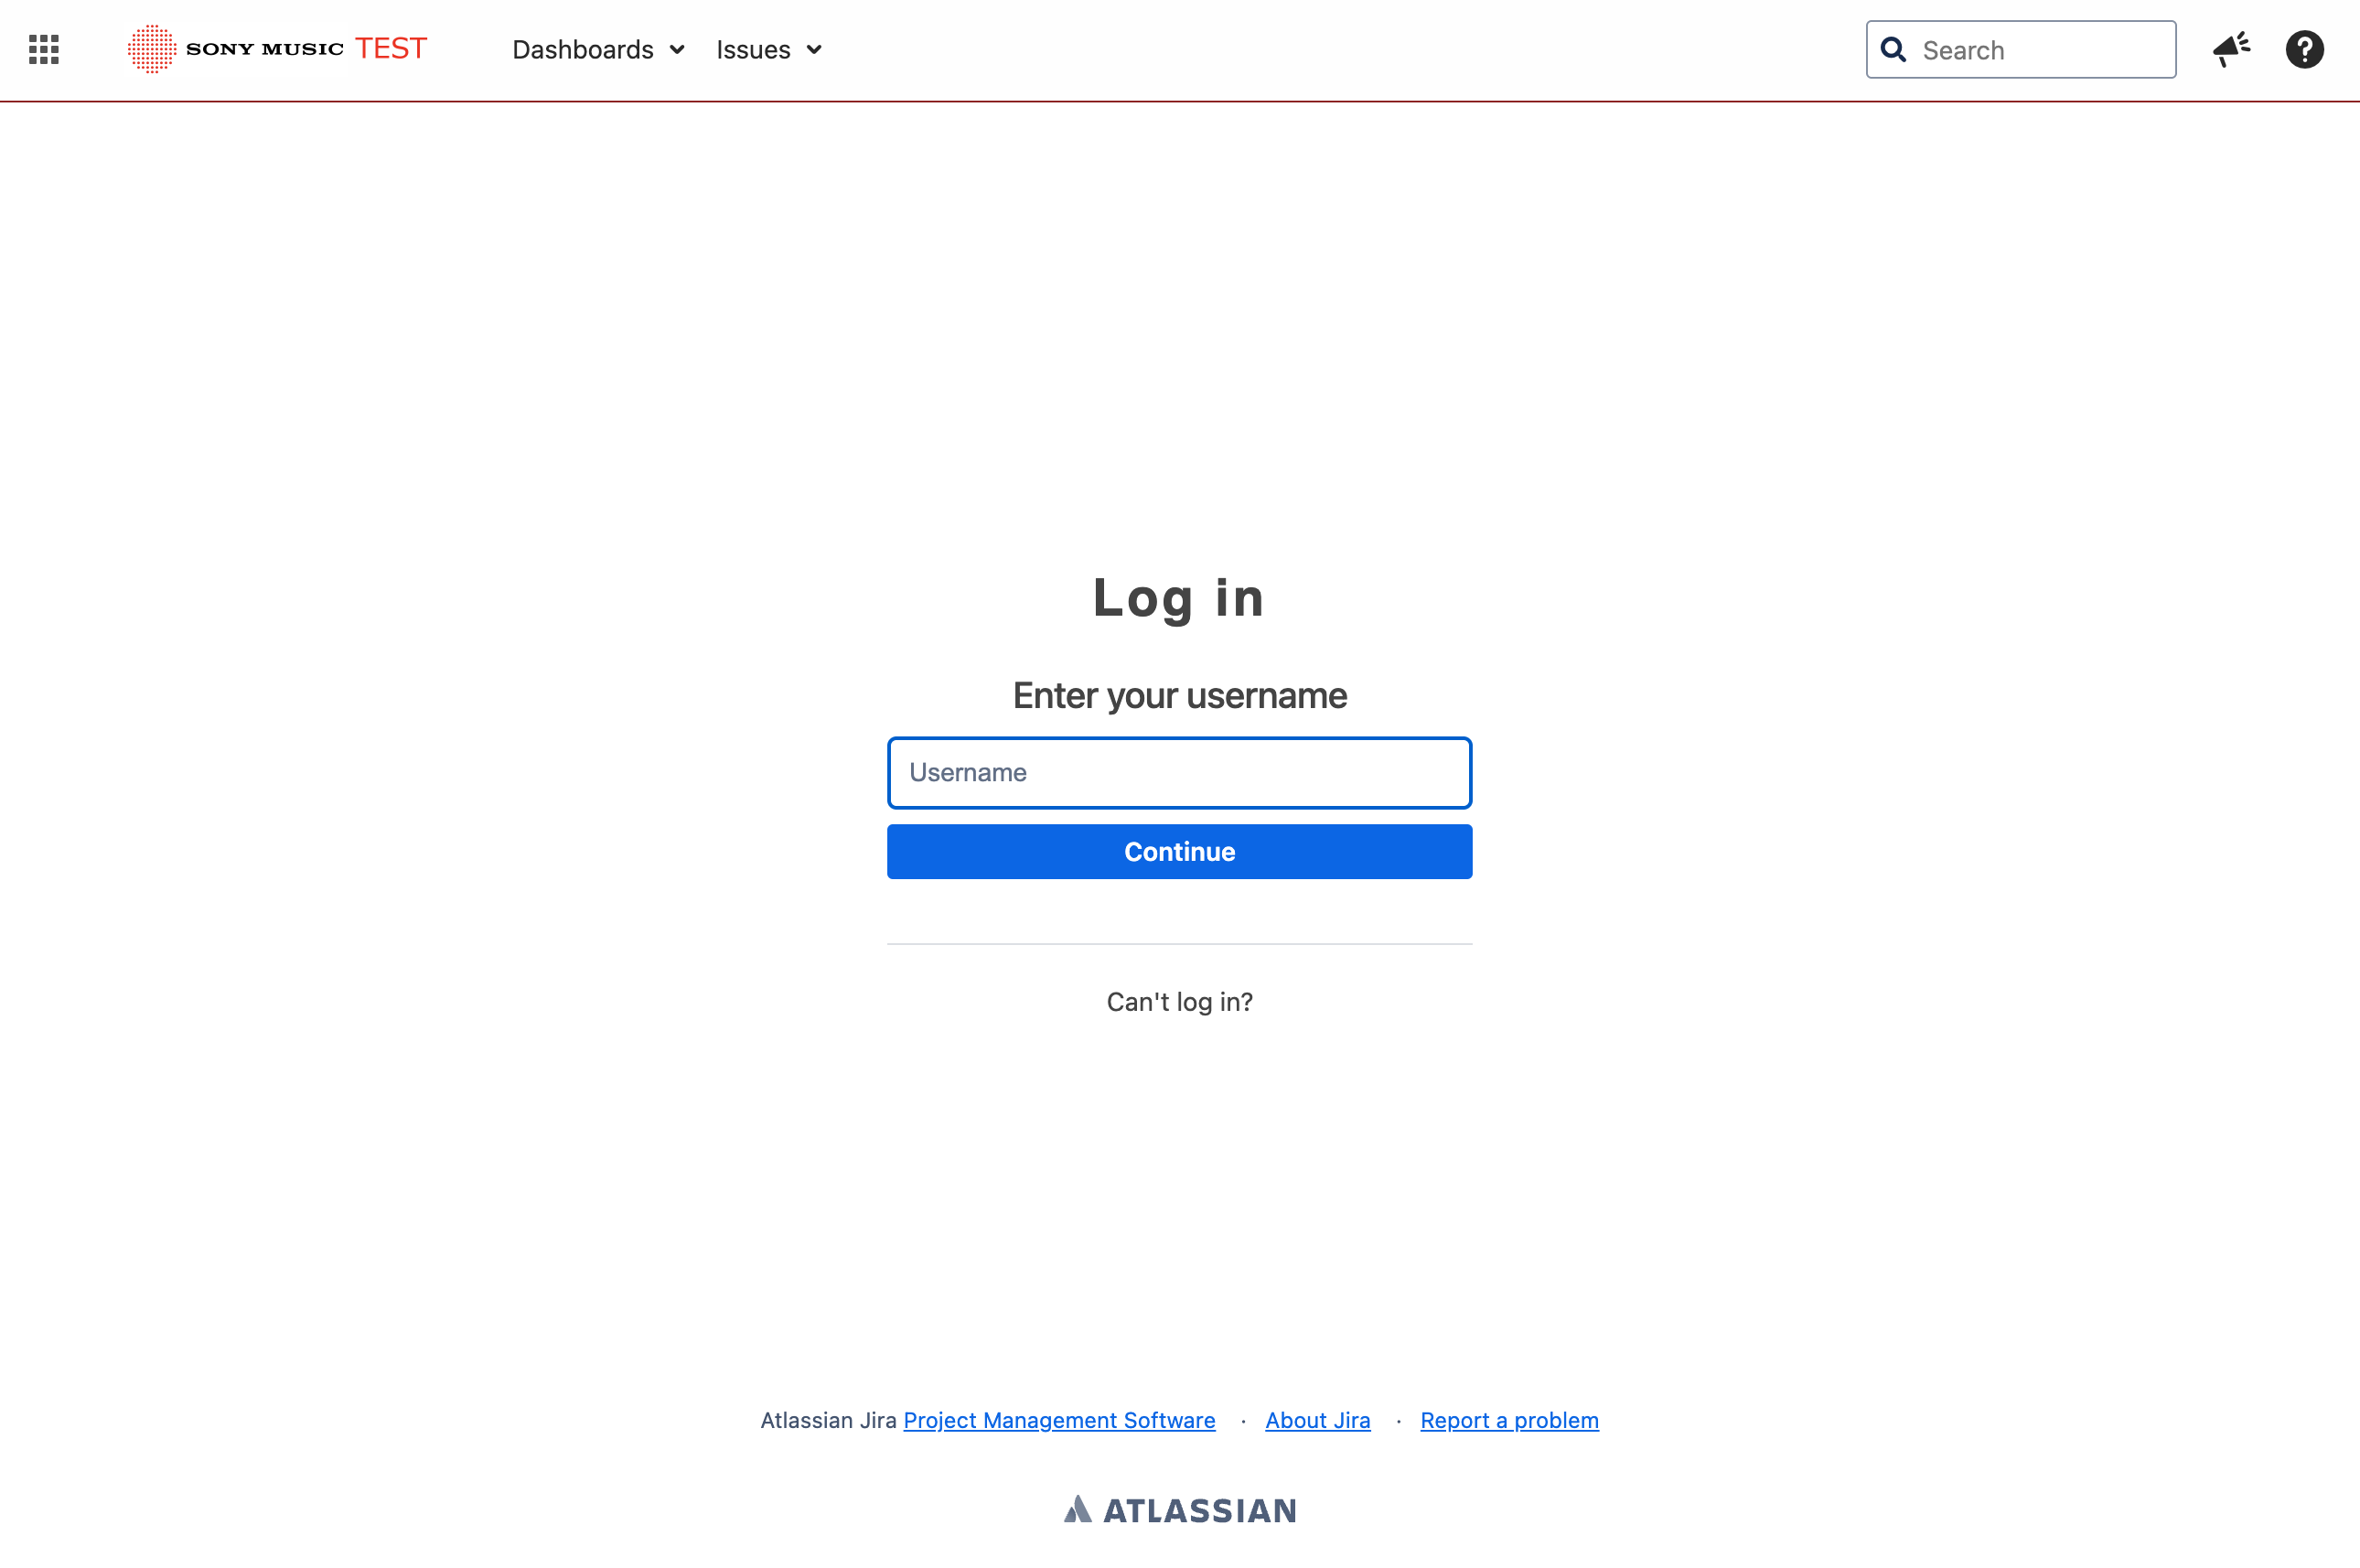 SONY MUSIC TEST Dashboards Issues Search
Log in
Enter your username
Username
Continue
Can't log in?
Atlassian Jira Project Management Software · About Jira · Report a problem
ATLASSIAN